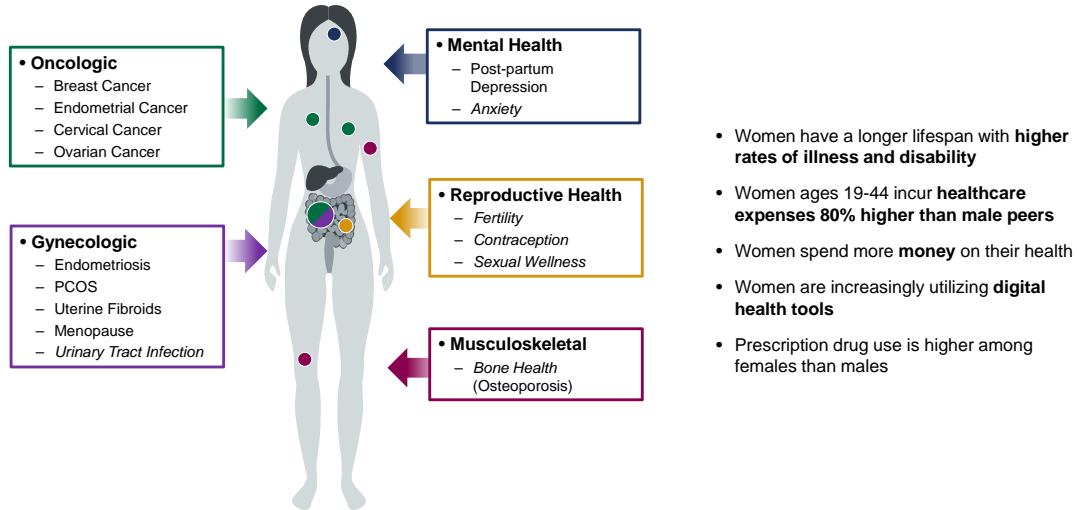 • Oncologic
– Breast Cancer
– Endometrial Cancer
– Cervical Cancer
– Ovarian Cancer
• Gynecologic
– Endometriosis
– PCOS
– Uterine Fibroids
– Menopause
– Urinary Tract Infection
• Mental Health
– Post-partum
Depression
– Anxiety
• Reproductive Health
– Fertility
– Contraception
– Sexual Wellness
• Musculoskeletal
– Bone Health
(Osteoporosis)
• Women have a longer lifespan with higher
rates of illness and disability
• Women ages 19-44 incur healthcare
expenses 80% higher than male peers
• Women spend more money on their health
• Women are increasingly utilizing digital
health tools
• Prescription drug use is higher among
females than males